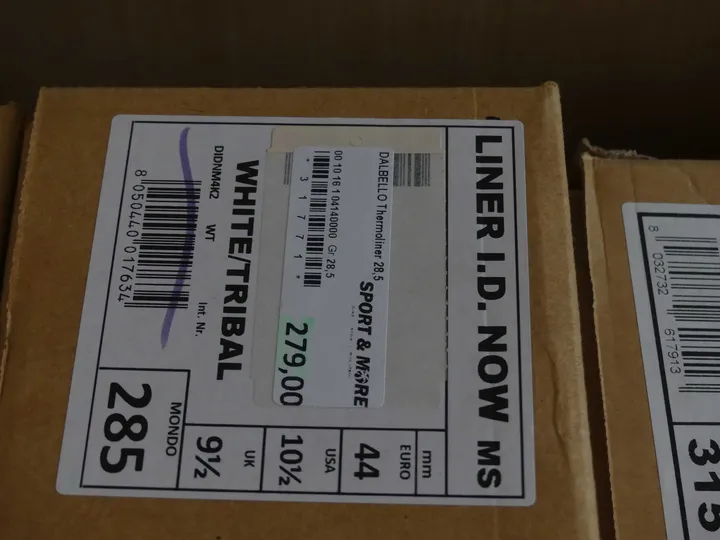 LINER I.D. NOW MS
DALBELLO Thermoliner 28,5
00 10 16 1 04140000 Gr 28,5
* 3 1 7 7 1 *
SPORT & MORE
279,00
WHITE/TRIBAL
DIDNM4K2 WT Int. Nr.
8 050440 017634
mm
EURO 44
USA 10½
UK 9½
MONDO 285
8 032732 617913
315